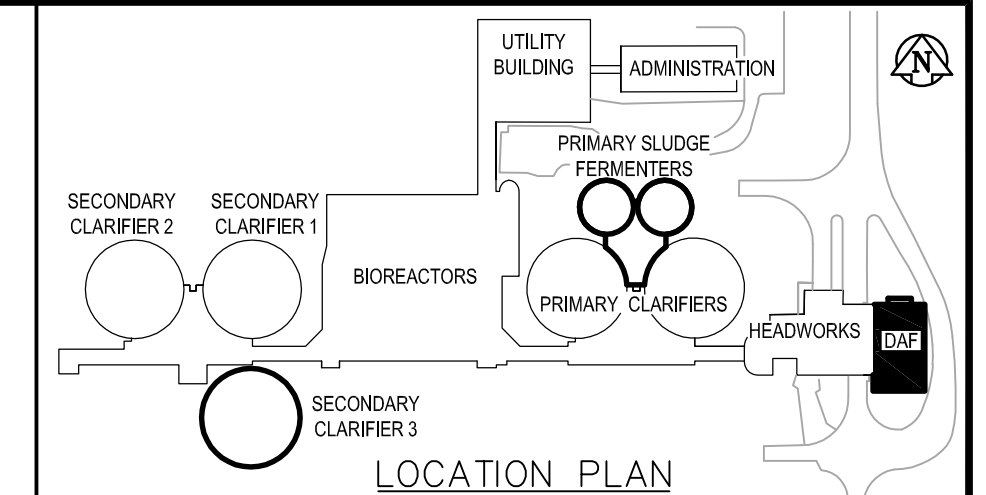 UTILITY
BUILDING
ADMINISTRATION
N
PRIMARY SLUDGE
FERMENTERS
SECONDARY
CLARIFIER 2
SECONDARY
CLARIFIER 1
BIOREACTORS
PRIMARY CLARIFIERS
HEADWORKS
DAF
SECONDARY
CLARIFIER 3
LOCATION PLAN